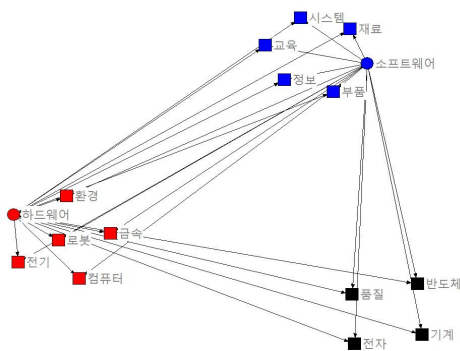 시스템
재료
교육
소프트웨어
정보
부품
환경
하드웨어
금속
로봇
전기
컴퓨터
반도체
품질
기계
전자